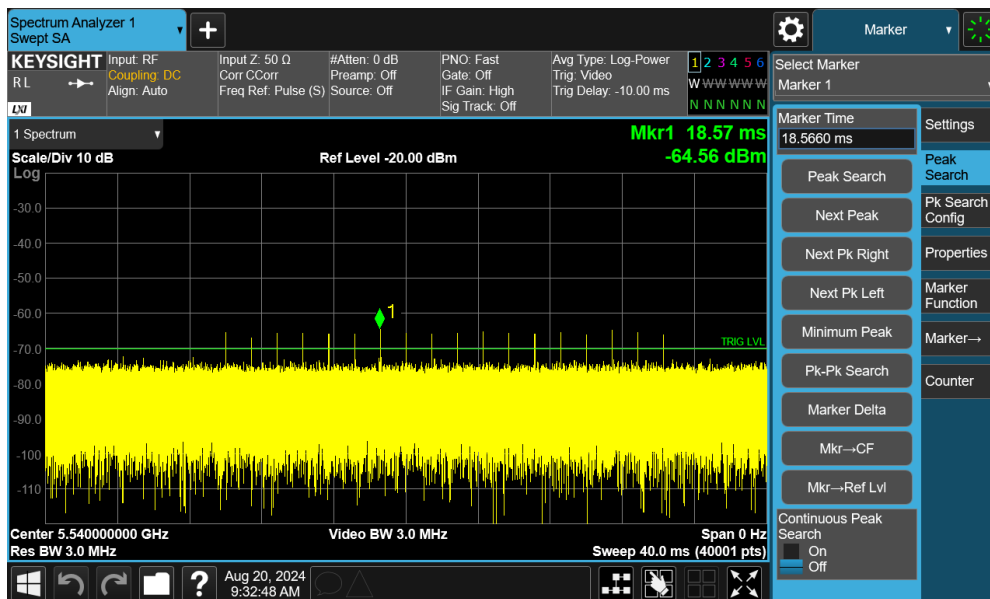 Spectrum Analyzer 1
Swept SA
+
Marker
KEYSIGHT
R L
LXI
Input: RF
Coupling: DC
Align: Auto
Input Z: 50 Ω
Corr CCorr
Freq Ref: Pulse (S)
#Atten: 0 dB
Preamp: Off
Source: Off
PNO: Fast
Gate: Off
IF Gain: High
Sig Track: Off
Avg Type: Log-Power
Trig: Video
Trig Delay: -10.00 ms
1 2 3 4 5 6
W W W W W W
N N N N N N
Select Marker
Marker 1
1 Spectrum
Mkr1 18.57 ms
Scale/Div 10 dB
Ref Level -20.00 dBm
-64.56 dBm
Log
-30.0
-40.0
-50.0
-60.0
-70.0
-80.0
-90.0
-100
-110
1
TRIG LVL
Center 5.540000000 GHz
Video BW 3.0 MHz
Span 0 Hz
Res BW 3.0 MHz
Sweep 40.0 ms (40001 pts)
Marker Time
18.5660 ms
Peak Search
Next Peak
Next Pk Right
Next Pk Left
Minimum Peak
Pk-Pk Search
Marker Delta
Mkr→CF
Mkr→Ref Lvl
Continuous Peak
Search
On
Off
Settings
Peak
Search
Pk Search
Config
Properties
Marker
Function
Marker→
Counter
?
Aug 20, 2024
9:32:48 AM